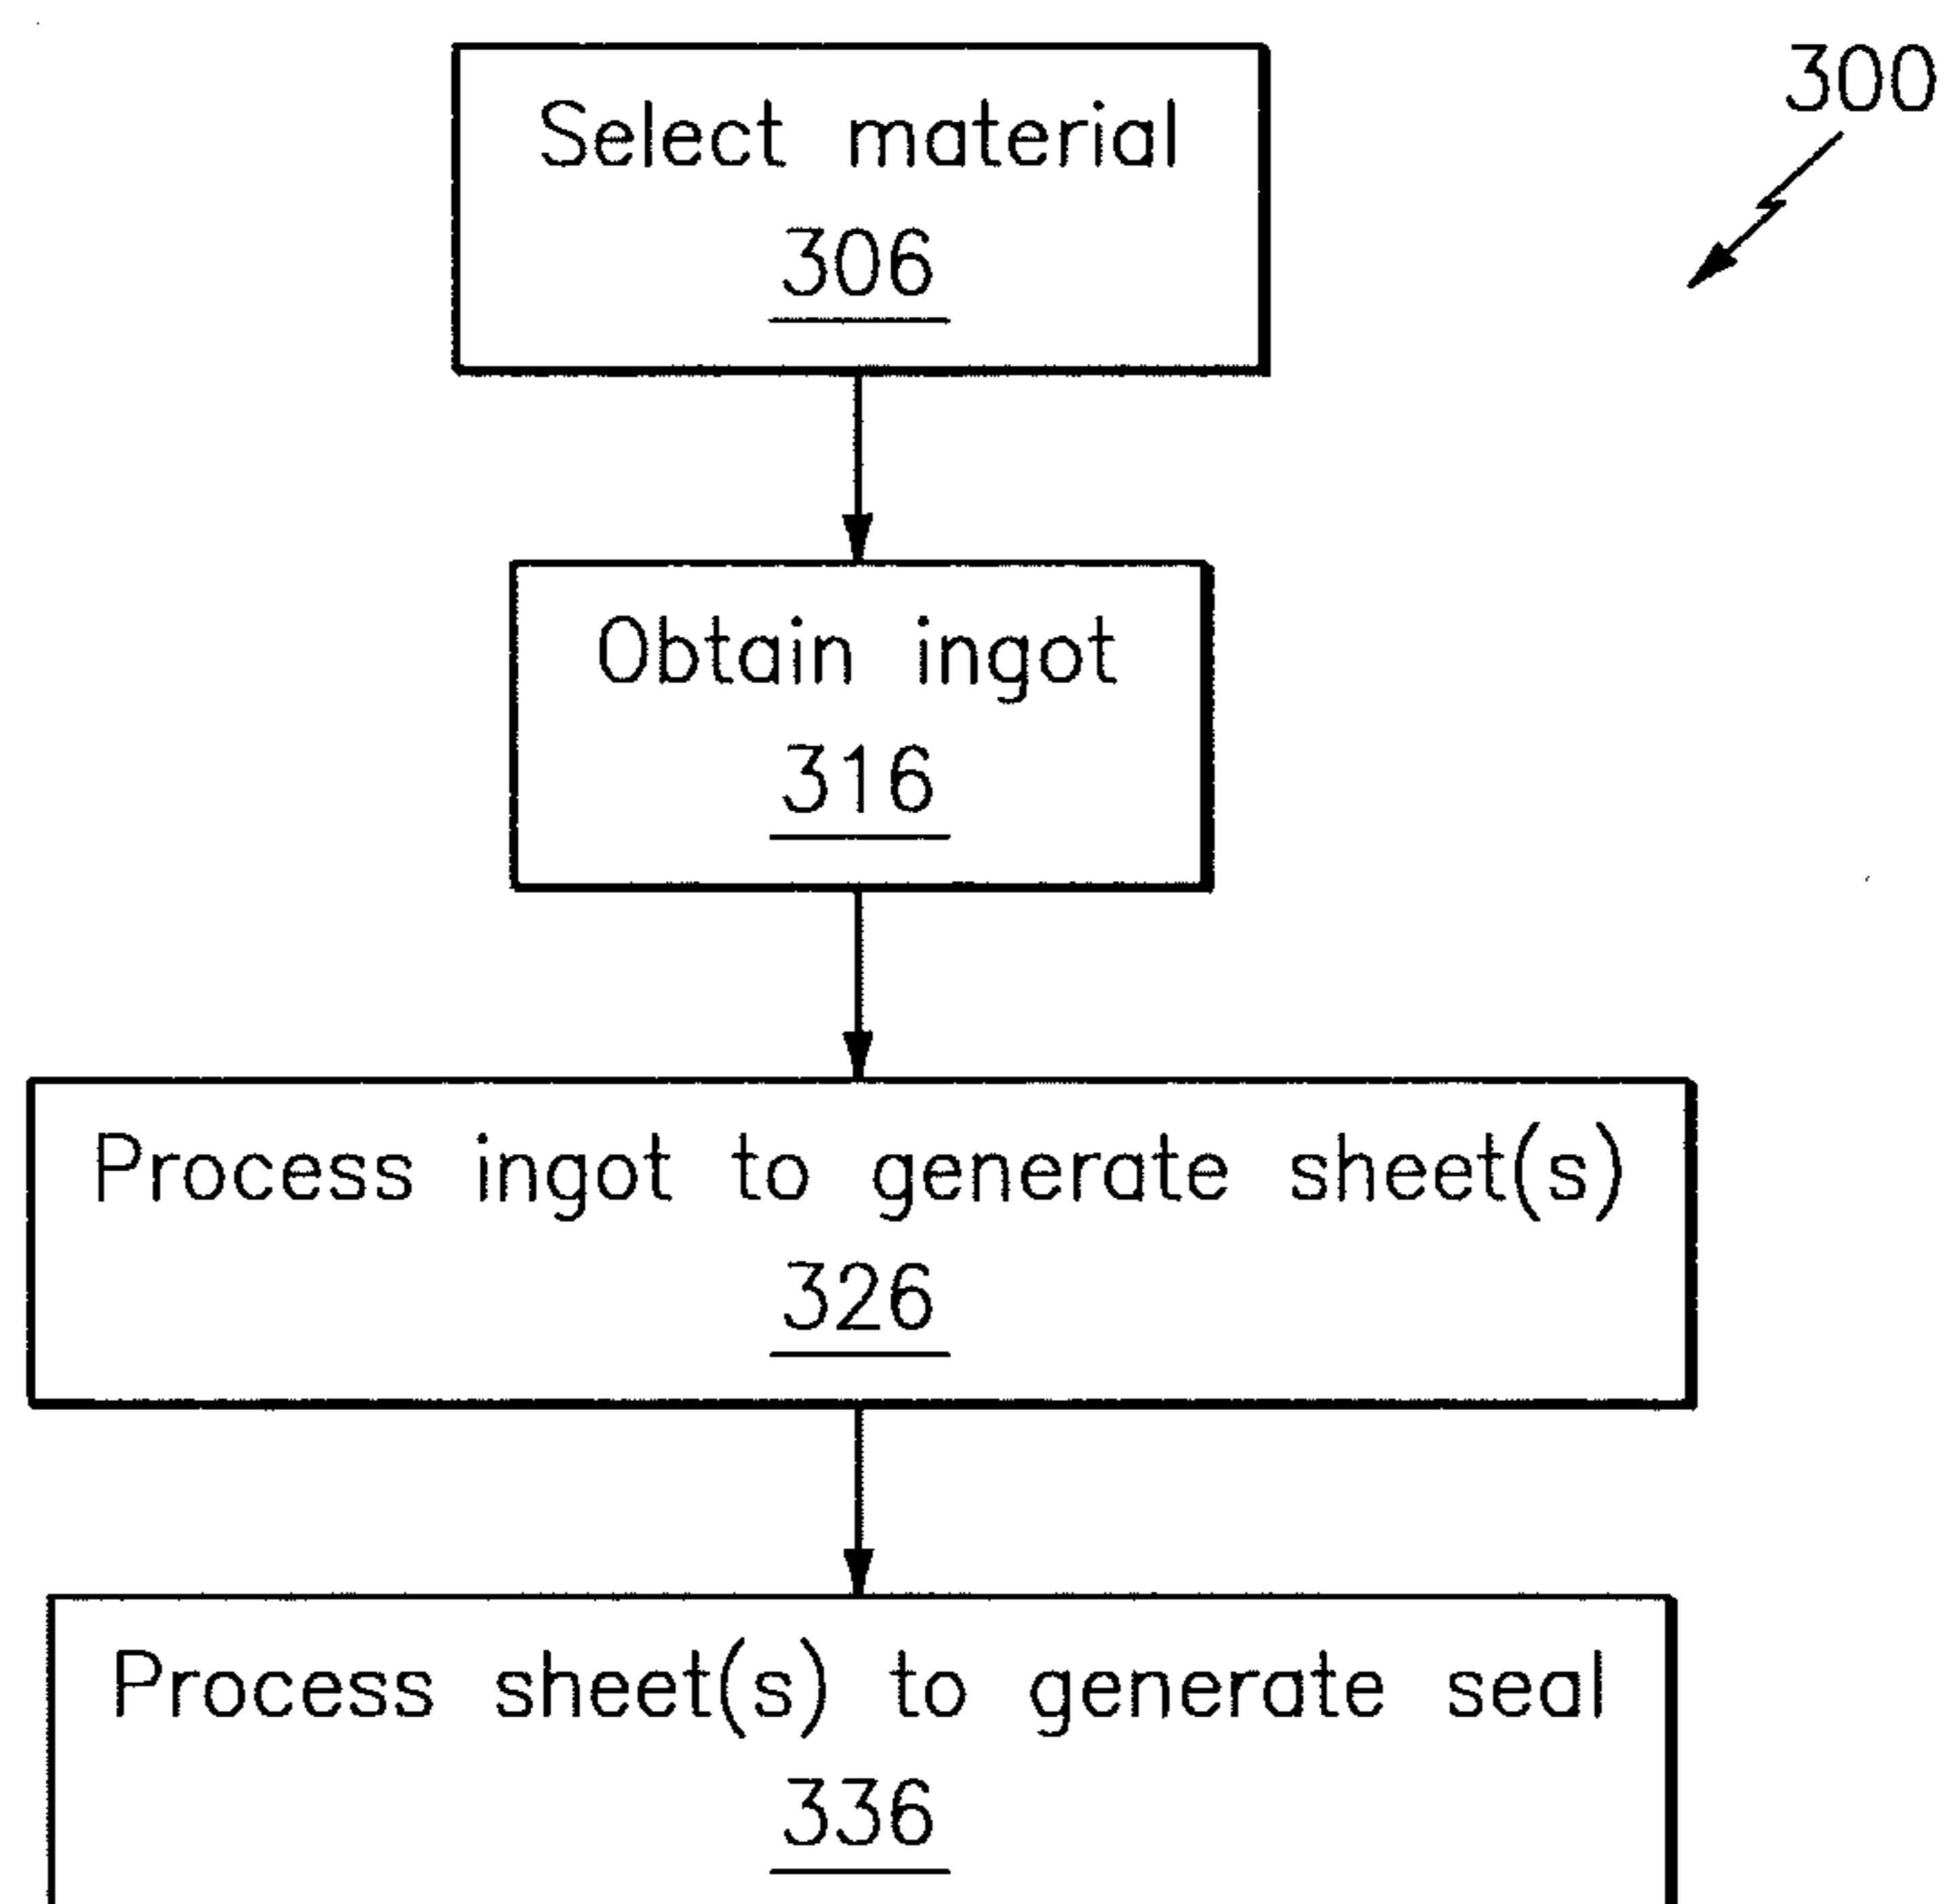 300
Select material
306
Obtain ingot
316
Process ingot to generate sheet(s)
326
Process sheet(s) to generate seal
336